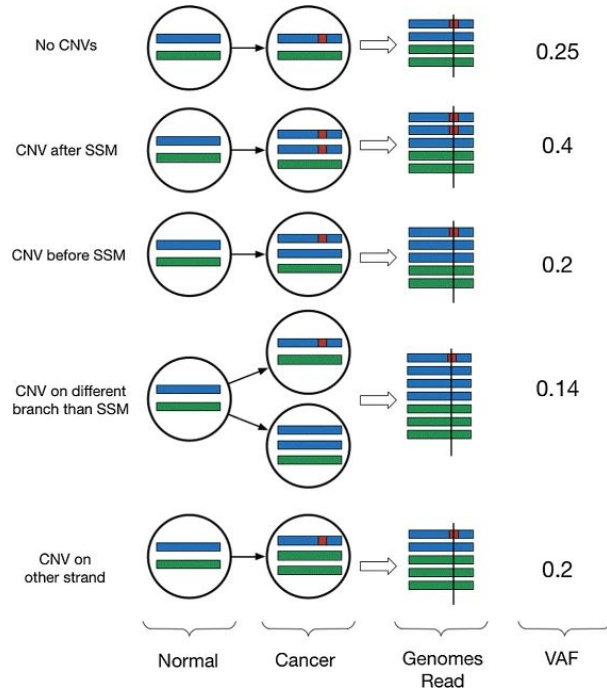 No CNVs
0.25
CNV after SSM
0.4
CNV before SSM
0.2
CNV on different
branch than SSM
0.14
CNV on
other strand
0.2
Normal
Cancer
Genomes
Read
VAF